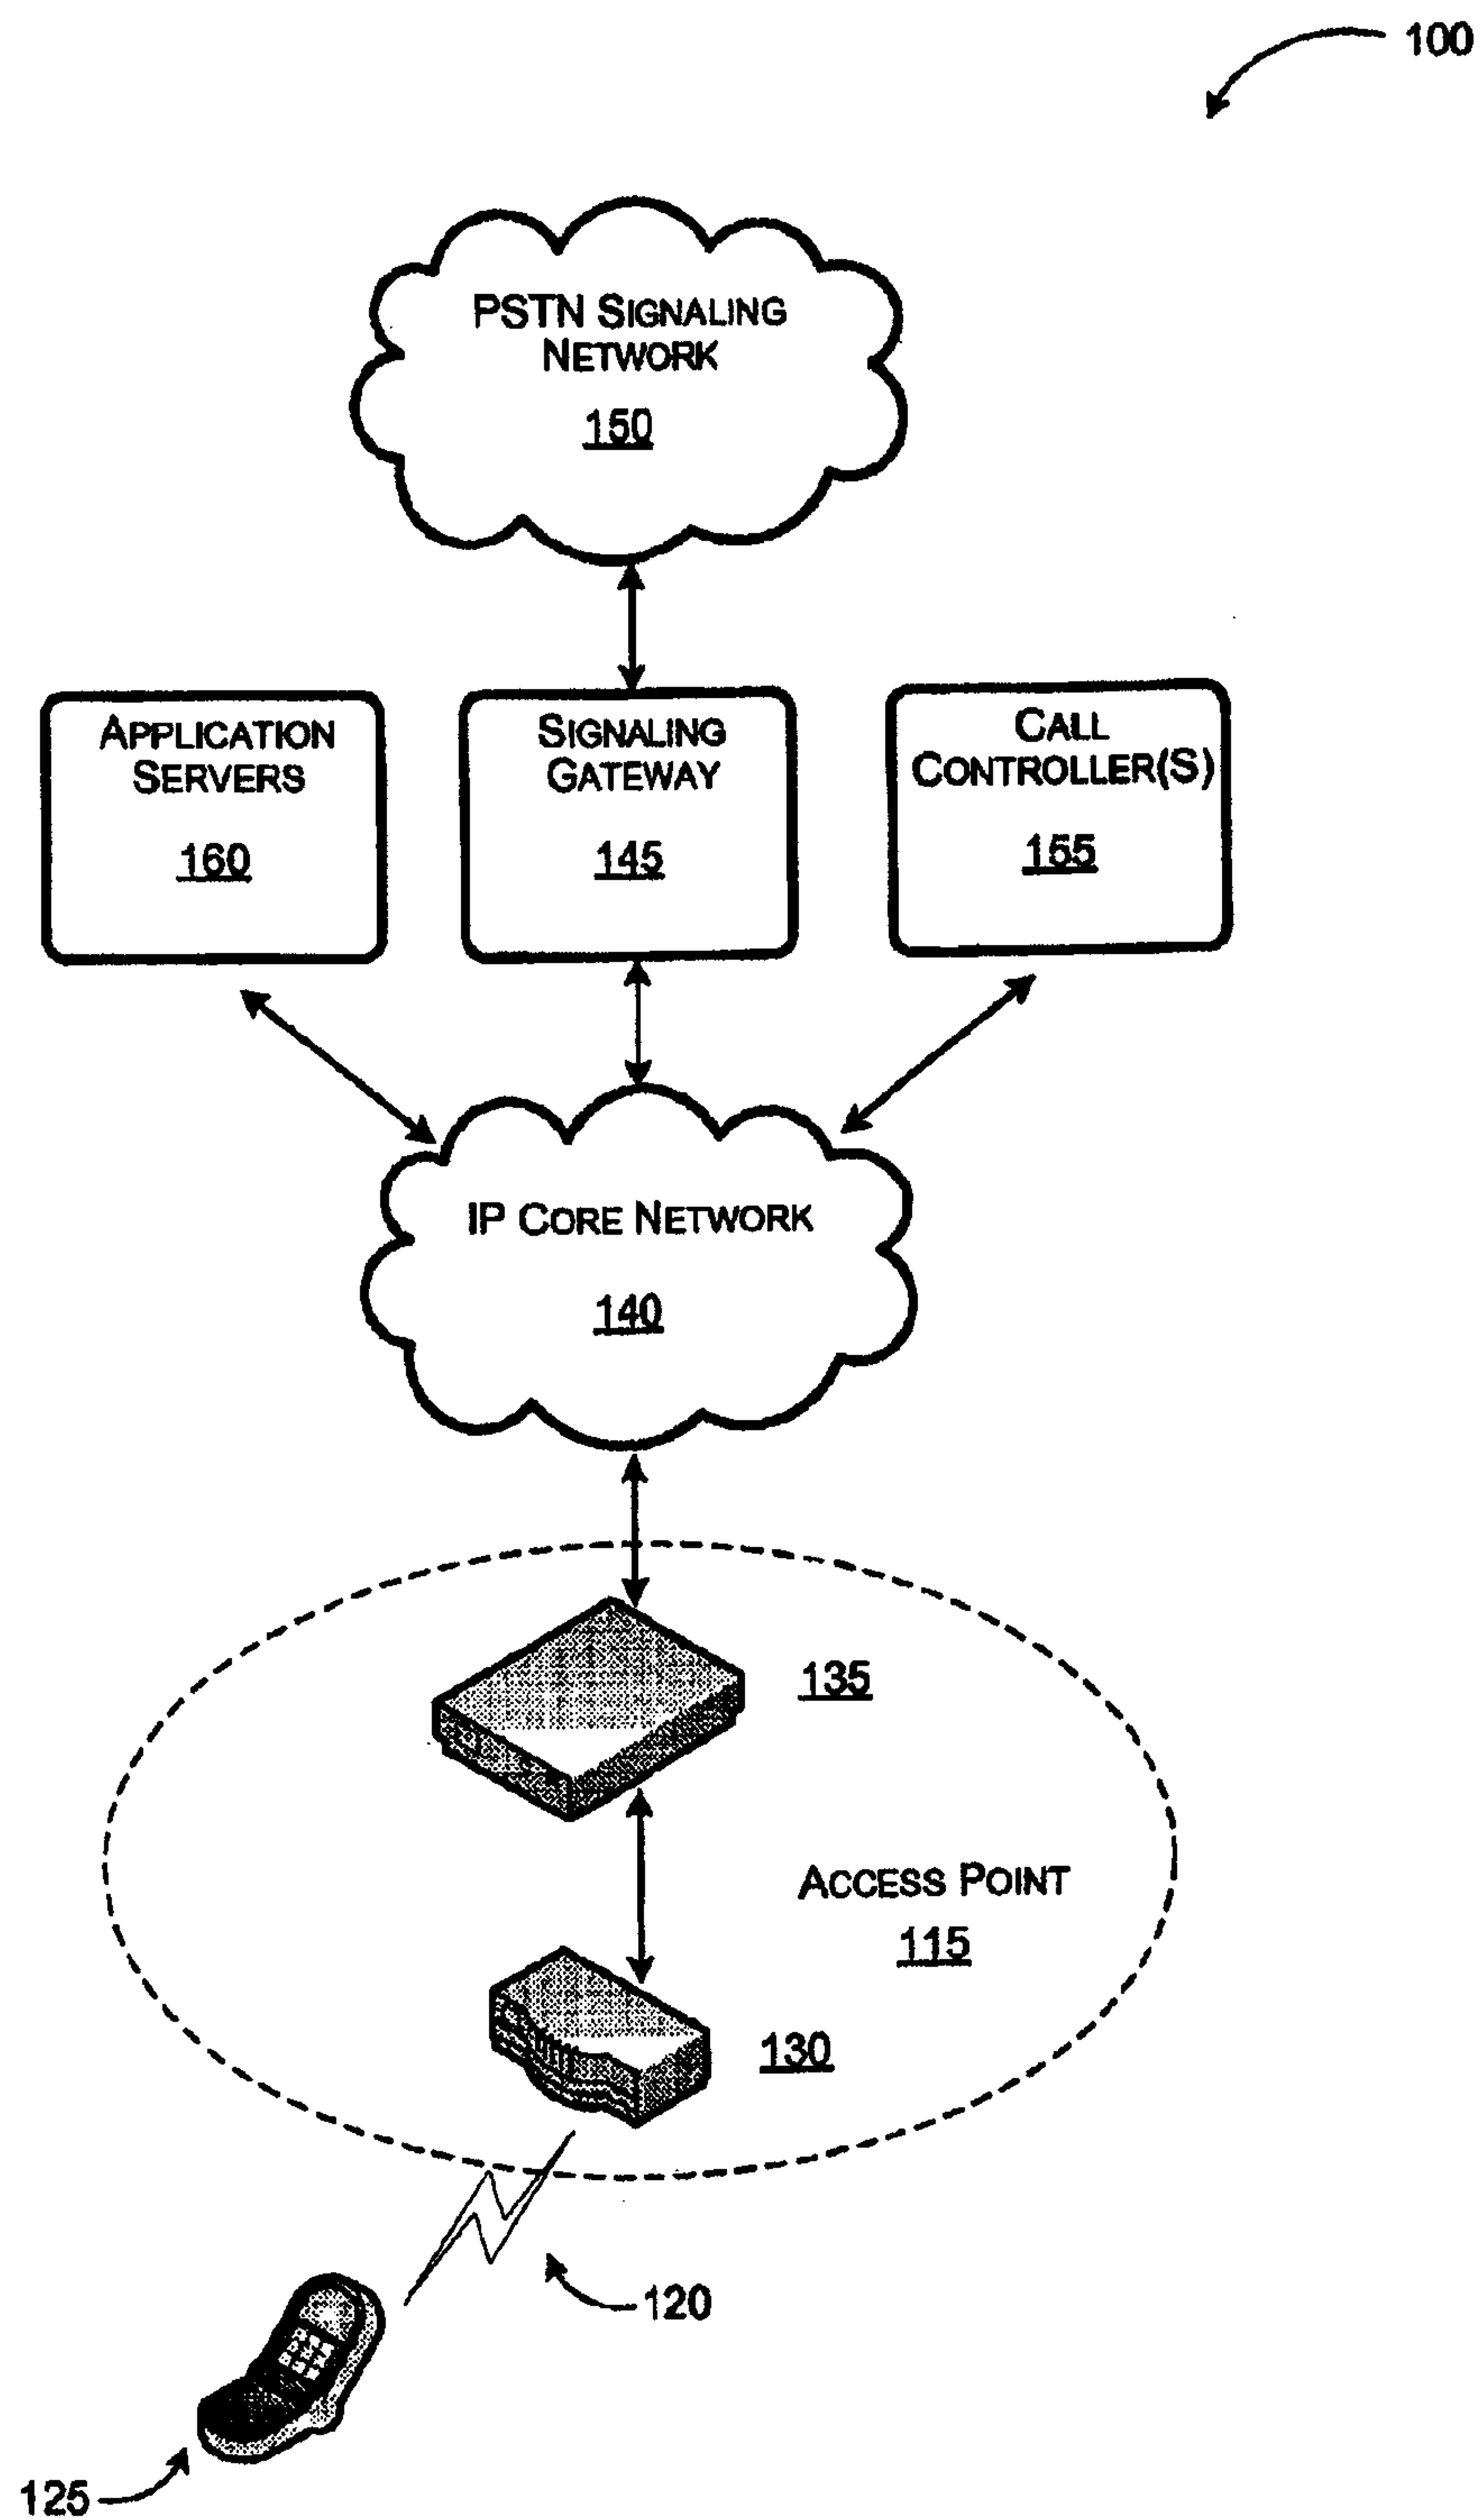 100
PSTN SIGNALING
NETWORK
150
APPLICATION
SERVERS
160
SIGNALING
GATEWAY
145
CALL
CONTROLLER(S)
155
IP CORE NETWORK
140
135
ACCESS POINT
115
130
120
125